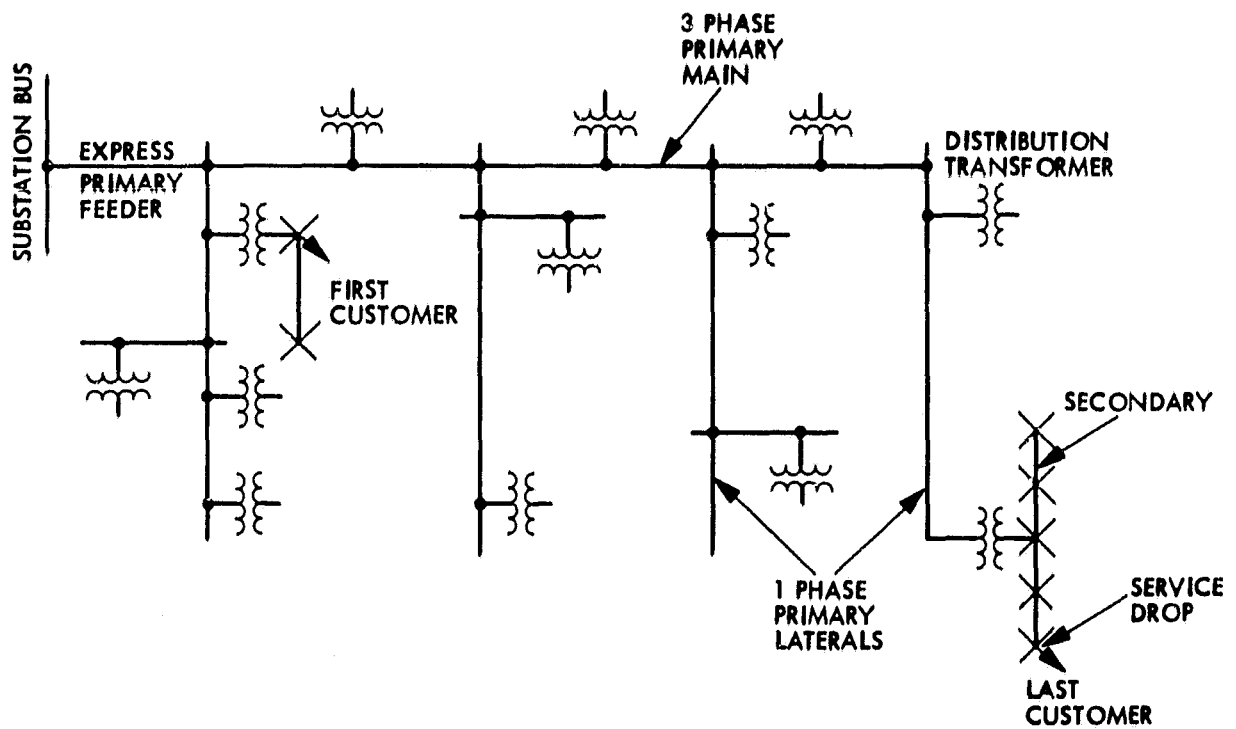 3 PHASE
PRIMARY
MAIN
SUBSTATION BUS
EXPRESS
PRIMARY
FEEDER
DISTRIBUTION
TRANSFORMER
FIRST
CUSTOMER
SECONDARY
1 PHASE
PRIMARY
LATERALS
SERVICE
DROP
LAST
CUSTOMER